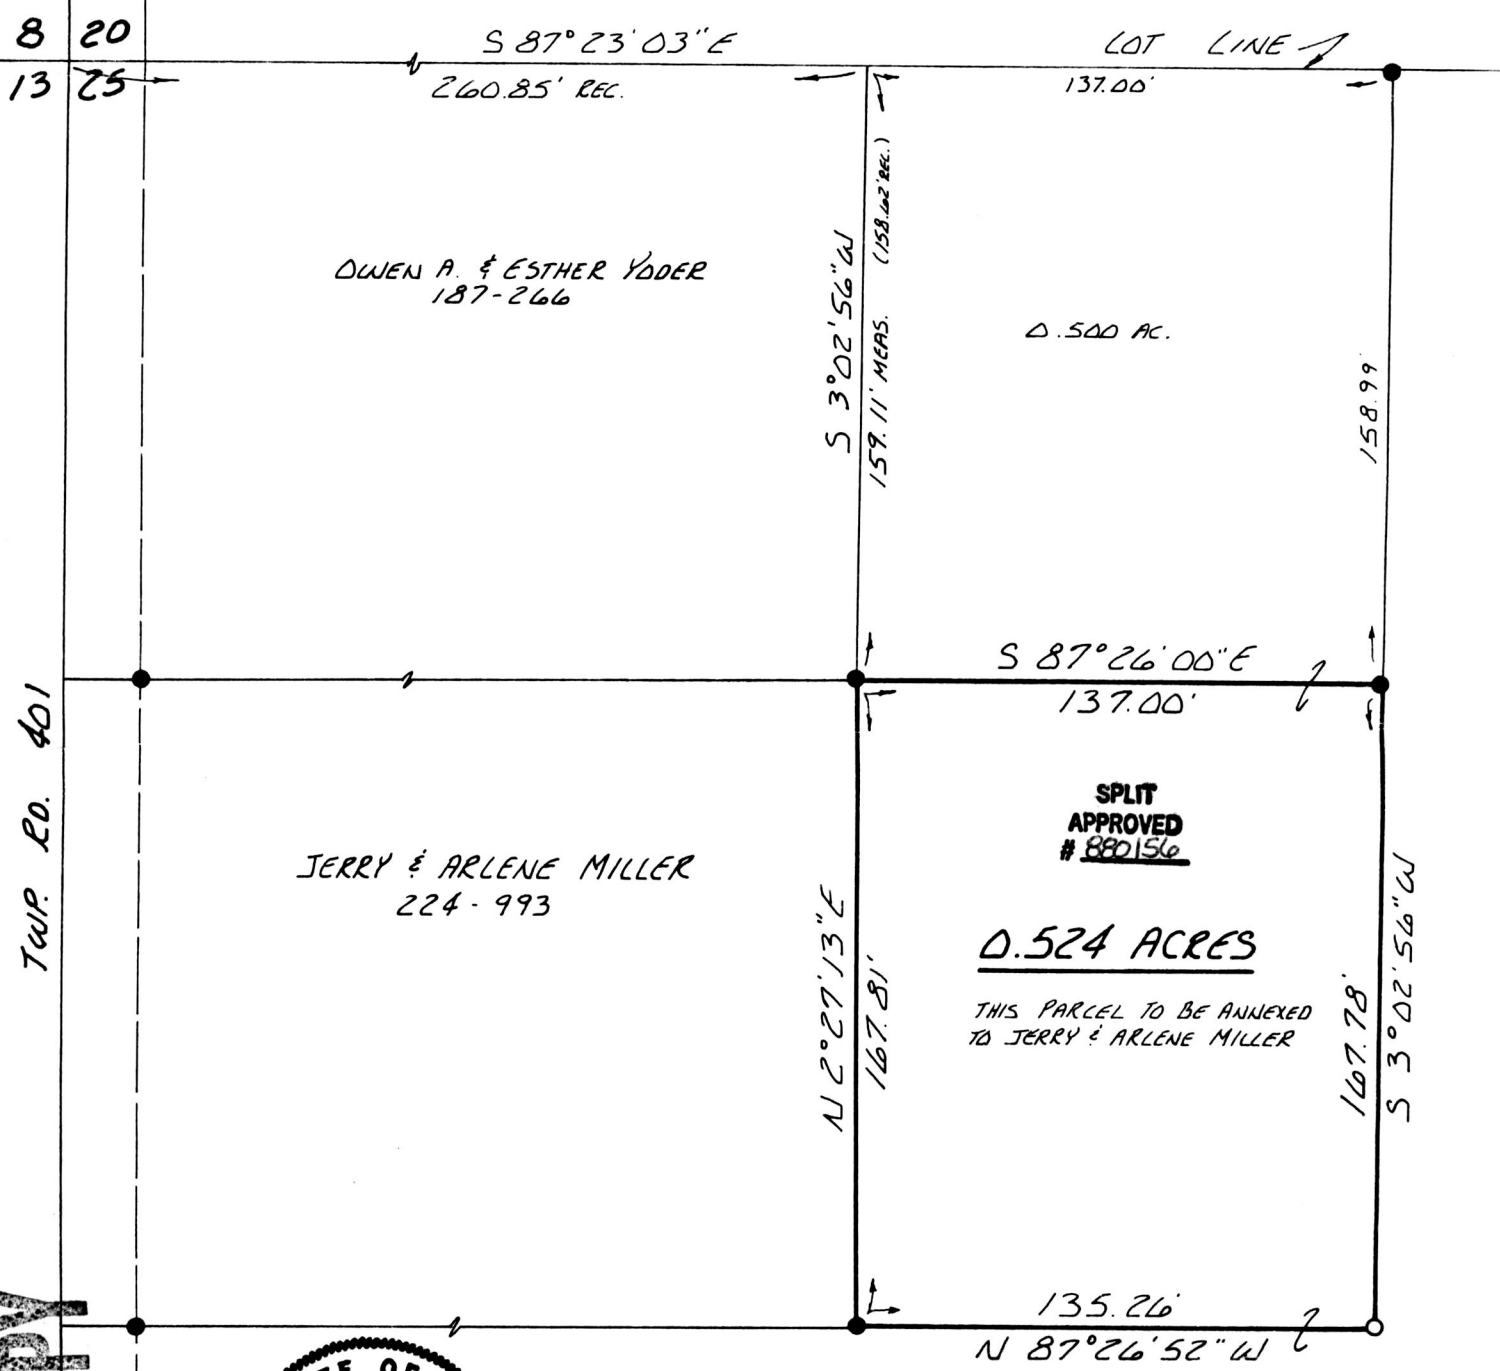 8 20
13 25
S 87°23'03"E
260.85' REC.
LOT LINE
137.00'
OWEN A. & ESTHER YODER
187-266
S 3°02'56"W
159.11' MEAS. (158.62' REC.)
0.500 AC.
158.99
S 87°26'00"E
137.00'
TWP. RD. 401
JERRY & ARLENE MILLER
224-993
SPLIT
APPROVED
# 880156
N 2°27'13"E
167.81'
0.524 ACRES
THIS PARCEL TO BE ANNEXED
TO JERRY & ARLENE MILLER
167.78'
S 3°02'56"W
135.26'
N 87°26'52"W